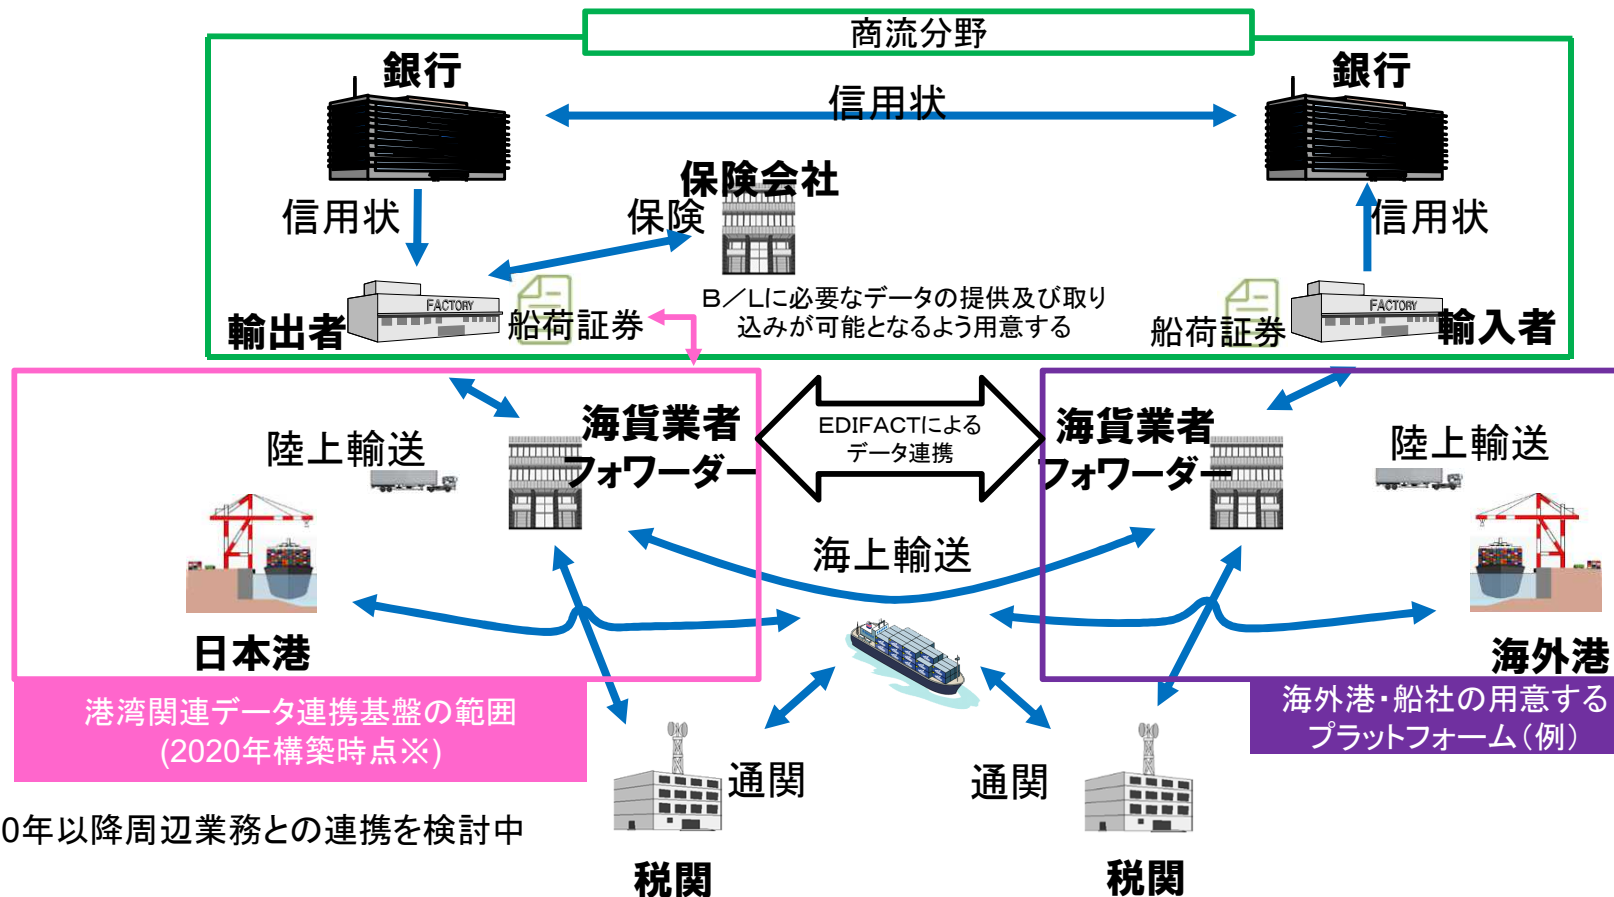 商流分野
銀行
銀行
信用状
保険会社
信用状
保険
信用状
FACTORY
FACTORY
B/Lに必要なデータの提供及び取り
込みが可能となるよう用意する
輸出者
船荷証券
船荷証券
輸入者
海貨業者
フォワーダー
EDIFACTによる
データ連携
海貨業者
フォワーダー
陸上輸送
陸上輸送
海上輸送
日本港
海外港
港湾関連データ連携基盤の範囲
(2020年構築時点※)
海外港・船社の用意する
プラットフォーム(例)
通関
通関
0年以降周辺業務との連携を検討中
税関
税関